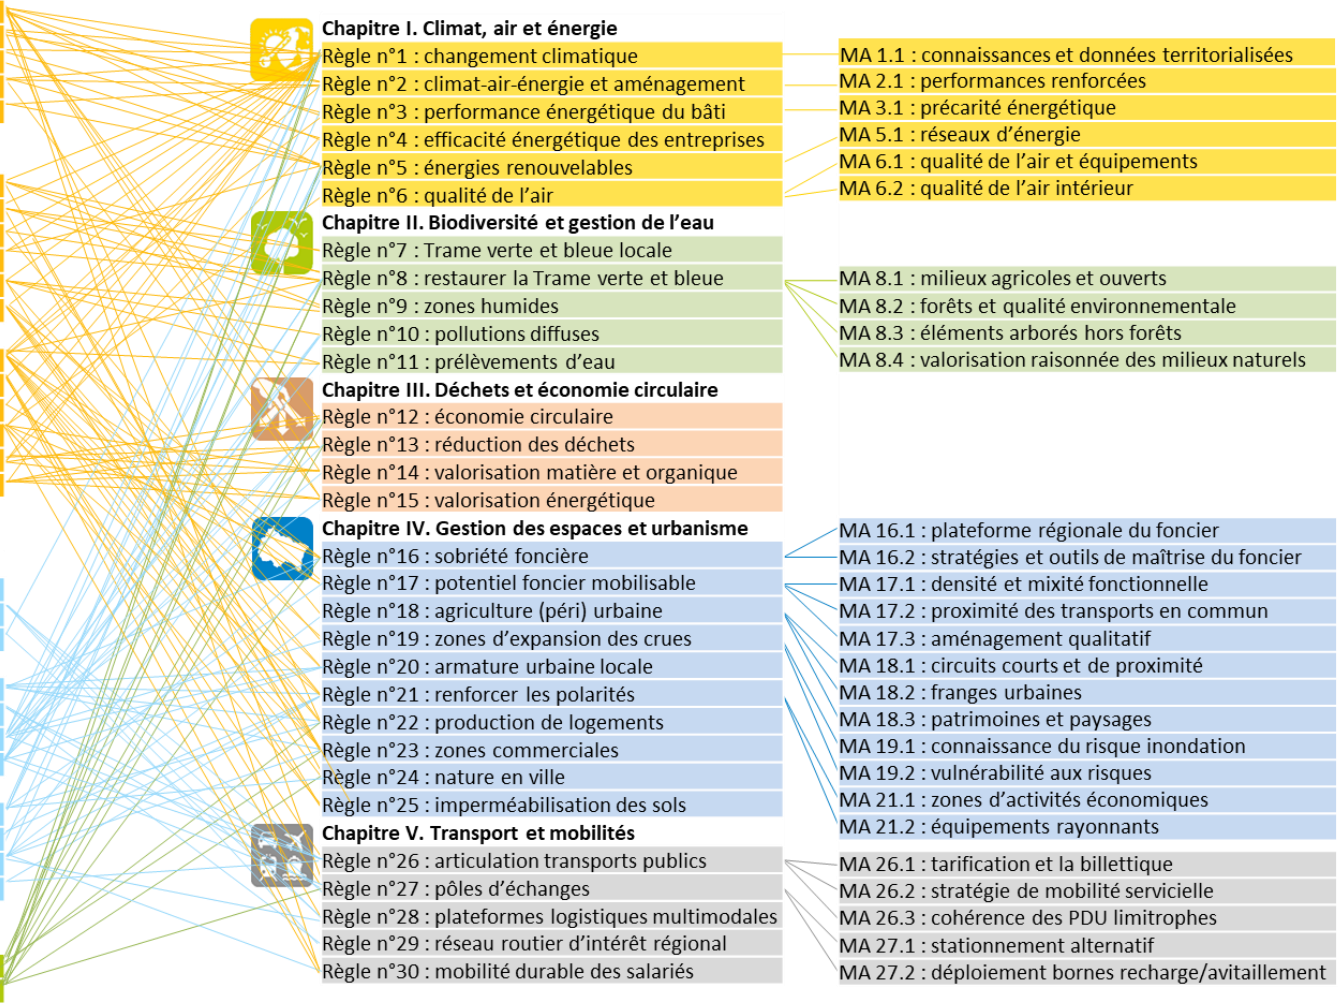 Chapitre I. Climat, air et énergie
Règle n°1 : changement climatique
Règle n°2 : climat-air-énergie et aménagement
Règle n°3 : performance énergétique du bâti
Règle n°4 : efficacité énergétique des entreprises
Règle n°5 : énergies renouvelables
Règle n°6 : qualité de l'air
Chapitre II. Biodiversité et gestion de l'eau
Règle n°7 : Trame verte et bleue locale
Règle n°8 : restaurer la Trame verte et bleue
Règle n°9 : zones humides
Règle n°10 : pollutions diffuses
Règle n°11 : prélèvements d'eau
Chapitre III. Déchets et économie circulaire
Règle n°12 : économie circulaire
Règle n°13 : réduction des déchets
Règle n°14 : valorisation matière et organique
Règle n°15 : valorisation énergétique
Chapitre IV. Gestion des espaces et urbanisme
Règle n°16 : sobriété foncière
Règle n°17 : potentiel foncier mobilisable
Règle n°18 : agriculture (péri) urbaine
Règle n°19 : zones d'expansion des crues
Règle n°20 : armature urbaine locale
Règle n°21 : renforcer les polarités
Règle n°22 : production de logements
Règle n°23 : zones commerciales
Règle n°24 : nature en ville
Règle n°25 : imperméabilisation des sols
Chapitre V. Transport et mobilités
Règle n°26 : articulation transports publics
Règle n°27 : pôles d'échanges
Règle n°28 : plateformes logistiques multimodales
Règle n°29 : réseau routier d'intérêt régional
Règle n°30 : mobilité durable des salariés
MA 1.1 : connaissances et données territorialisées
MA 2.1 : performances renforcées
MA 3.1 : précarité énergétique
MA 5.1 : réseaux d'énergie
MA 6.1 : qualité de l'air et équipements
MA 6.2 : qualité de l'air intérieur
MA 8.1 : milieux agricoles et ouverts
MA 8.2 : forêts et qualité environnementale
MA 8.3 : éléments arborés hors forêts
MA 8.4 : valorisation raisonnée des milieux naturels
MA 16.1 : plateforme régionale du foncier
MA 16.2 : stratégies et outils de maîtrise du foncier
MA 17.1 : densité et mixité fonctionnelle
MA 17.2 : proximité des transports en commun
MA 17.3 : aménagement qualitatif
MA 18.1 : circuits courts et de proximité
MA 18.2 : franges urbaines
MA 18.3 : patrimoines et paysages
MA 19.1 : connaissance du risque inondation
MA 19.2 : vulnérabilité aux risques
MA 21.1 : zones d'activités économiques
MA 21.2 : équipements rayonnants
MA 26.1 : tarification et la billettique
MA 26.2 : stratégie de mobilité servicielle
MA 26.3 : cohérence des PDU limitrophes
MA 27.1 : stationnement alternatif
MA 27.2 : déploiement bornes recharge/avitaillement